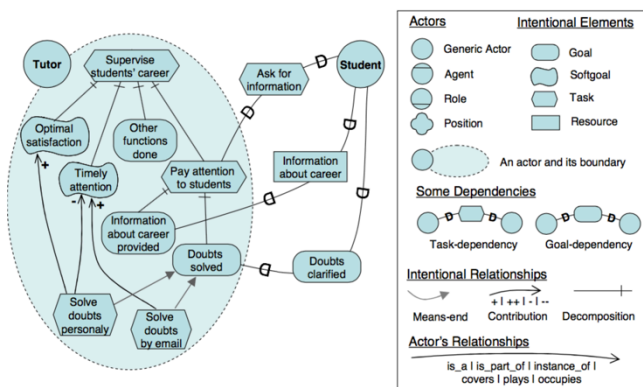 Tutor
Supervise
students' career
Ask for
information
Student
Optimal
satisfaction
+
Other
functions
done
Timely
attention
-
+
Pay attention
to students
Information
about career
Information
about career
provided
Doubts
solved
Doubts
clarified
Solve
doubts
personaly
Solve
doubts
by email
D
D
D
D
D
D
D
D
Actors
Generic Actor
Agent
Role
Position
Intentional Elements
Goal
Softgoal
Task
Resource
An actor and its boundary
Some Dependencies
D
D
D
D
Task-dependency
Goal-dependency
Intentional Relationships
+ | ++ | - | --
Means-end
Contribution
Decomposition
Actor's Relationships
is_a | is_part_of | instance_of |
covers | plays | occupies